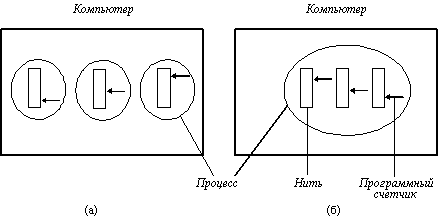 Компьютер
Компьютер
Процесс
Нить
Программный
счетчик
(а)
(б)